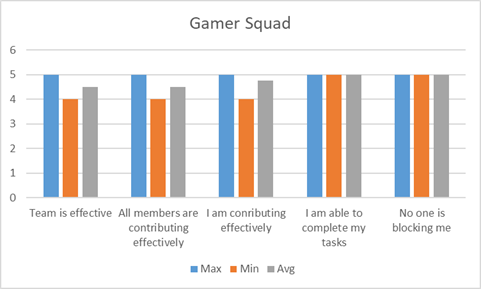 Gamer Squad
6
5
4
3
2
1
0
Team is effective
All members are
contributing
effectively
I am conributing
effectively
I am able to
complete my
tasks
No one is
blocking me
Max
Min
Avg